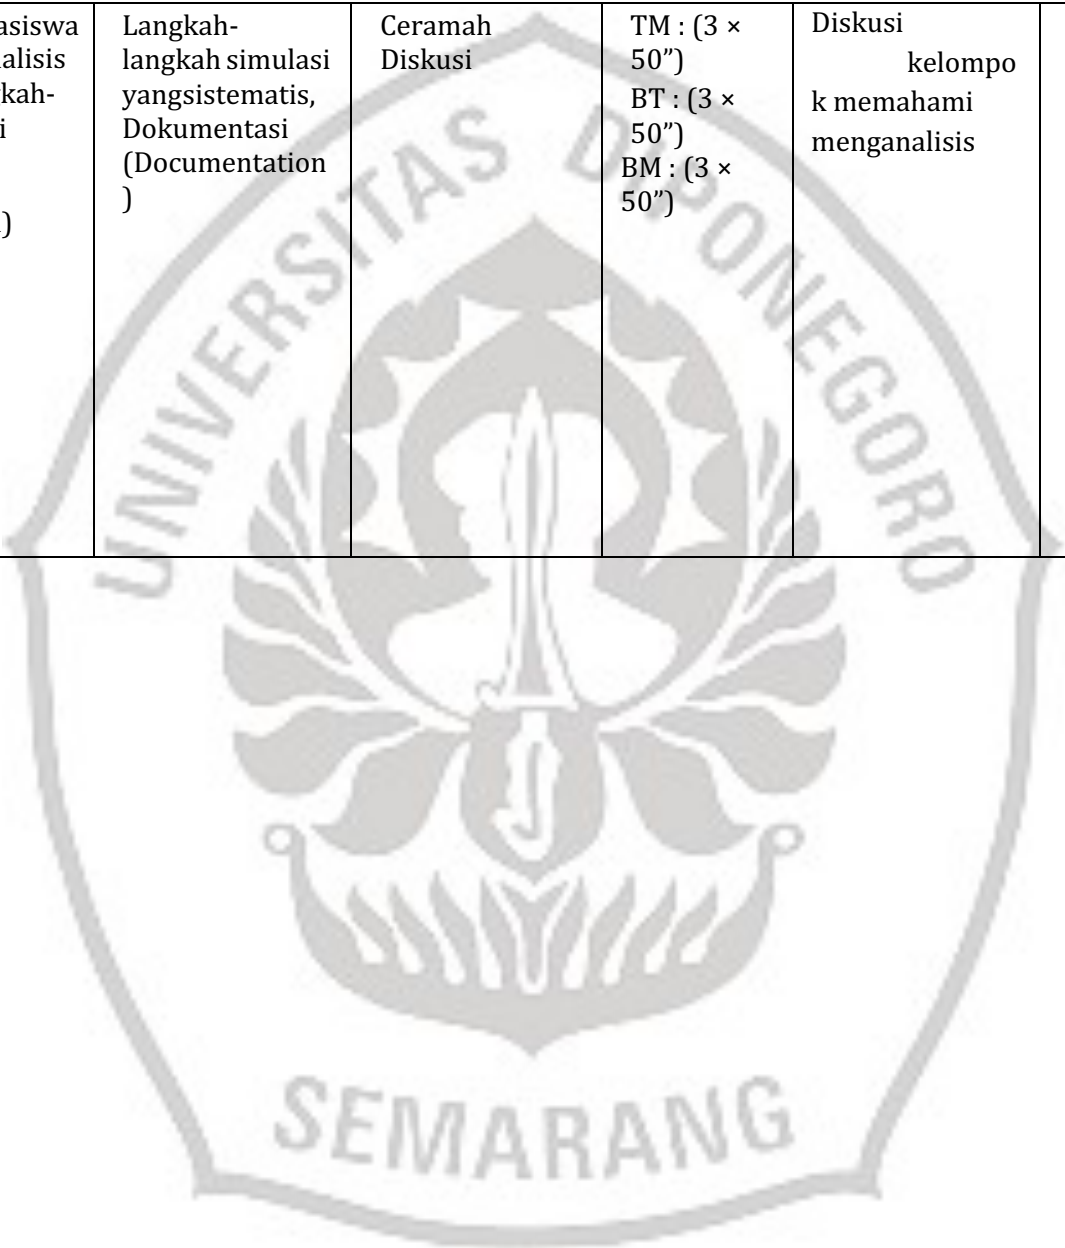 asiswa
alisis
kah-
i
)
Langkah-
langkah simulasi
yangsistematis,
Dokumentasi
(Documentation
)
Ceramah
Diskusi
TM : (3 ×
50”)
BT : (3 ×
50”)
BM : (3 ×
50”)
Diskusi
kelompo
k memahami
menganalisis
UNIVERSITAS DIPONEGORO
SEMARANG